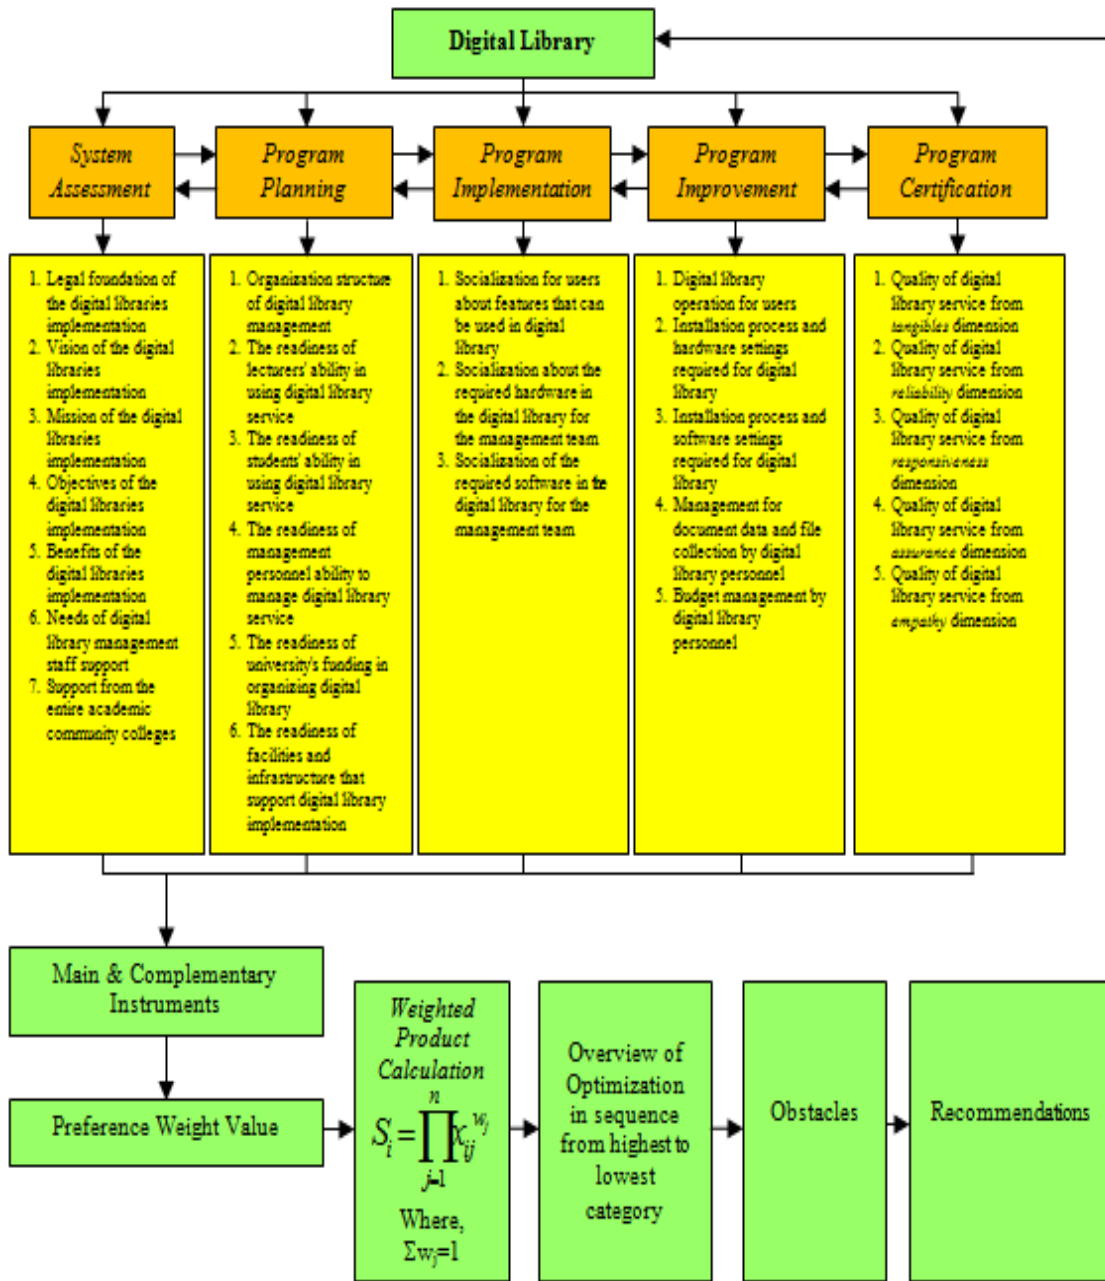 Digital Library
System
Assessment
Program
Planning
Program
Implementation
Program
Improvement
Program
Certification
1. Legal foundation of
the digital libraries
implementation
2. Vision of the digital
libraries
implementation
3. Mission of the digital
libraries
implementation
4. Objectives of the
digital libraries
implementation
5. Benefits of the
digital libraries
implementation
6. Needs of digital
library management
staff support
7. Support from the
entire academic
community colleges
1. Organization structure
of digital library
management
2. The readiness of
lecturers' ability in
using digital library
service
3. The readiness of
students' ability in
using digital library
service
4. The readiness of
management
personnel ability to
manage digital library
service
5. The readiness of
university's funding in
organizing digital
library
6. The readiness of
facilities and
infrastructure that
support digital library
implementation
1. Socialization for users
about features that can
be used in digital
library
2. Socialization about the
required hardware in
the digital library for
the management team
3. Socialization of the
required software in the
digital library for the
management team
1. Digital library
operation for users
2. Installation process and
hardware settings
required for digital
library
3. Installation process and
software settings
required for digital
library
4. Management for
document data and file
collection by digital
library personnel
5. Budget management by
digital library
personnel
1. Quality of digital
library service from
tangibles dimension
2. Quality of digital
library service from
reliability dimension
3. Quality of digital
library service from
responsiveness
dimension
4. Quality of digital
library service from
assurance dimension
5. Quality of digital
library service from
empathy dimension
Main & Complementary
Instruments
Preference Weight Value
Weighted
Product
Calculation
S_i = ∏_{j=1}^{n} x_{ij}^{w_j}
Where,
Σw_j=1
Overview of
Optimization
in sequence
from highest to
lowest
category
Obstacles
Recommendations